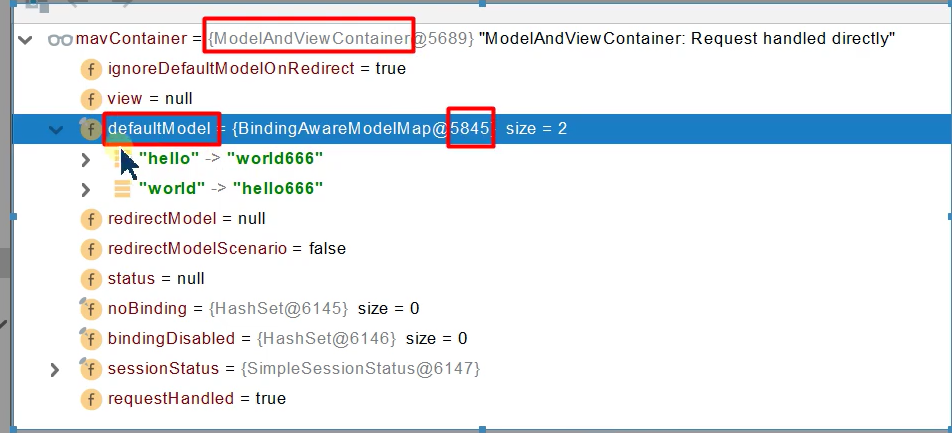 mavContainer = {ModelAndViewContainer@5689} "ModelAndViewContainer: Request handled directly"
f ignoreDefaultModelOnRedirect = true
f view = null
f defaultModel = {BindingAwareModelMap@5845} size = 2
"hello" -> "world666"
"world" -> "hello666"
f redirectModel = null
f redirectModelScenario = false
f status = null
f noBinding = {HashSet@6145} size = 0
f bindingDisabled = {HashSet@6146} size = 0
f sessionStatus = {SimpleSessionStatus@6147}
f requestHandled = true